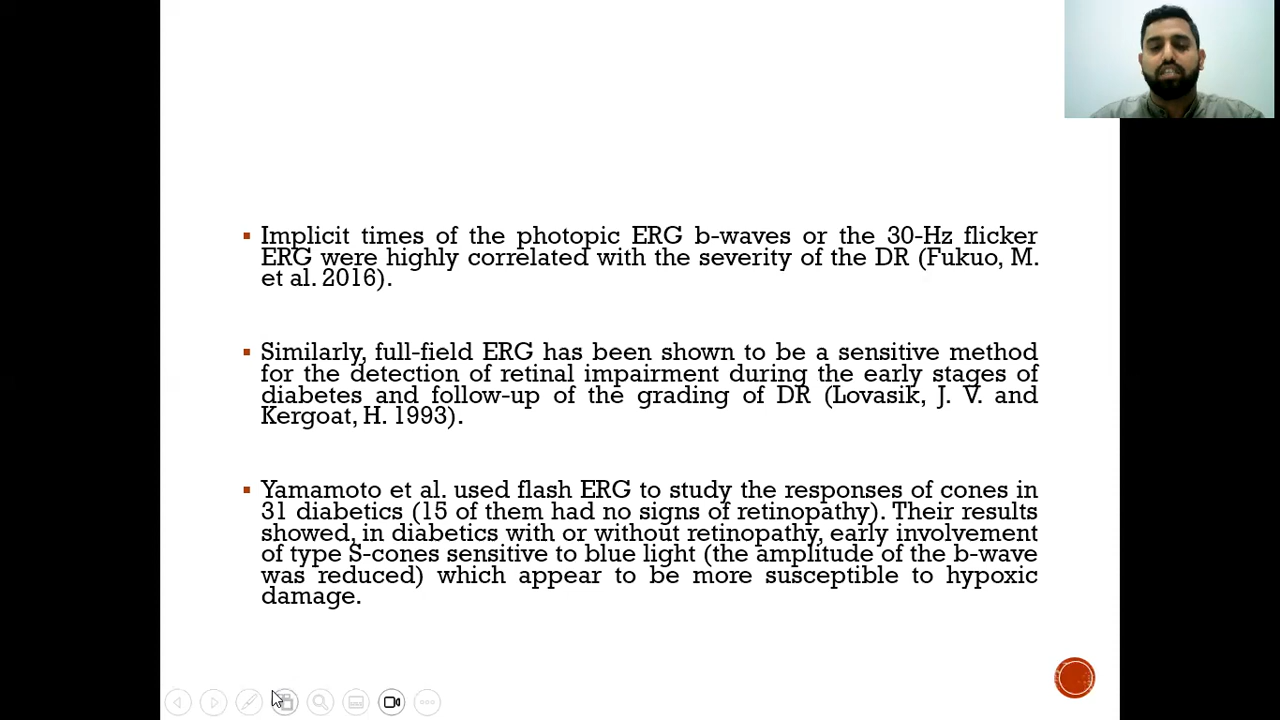 Implicit times of the photopic ERG b-waves or the 30-Hz flicker
ERG were highly correlated with the severity of the DR (Fukuo, M.
et al. 2016).
Similarly, full-field ERG has been shown to be a sensitive method
for the detection of retinal impairment during the early stages of
diabetes and follow-up of the grading of DR (Lovasik, J. V. and
Kergoat, H. 1993).
Yamamoto et al. used flash ERG to study the responses of cones in
31 diabetics (15 of them had no signs of retinopathy). Their results
showed, in diabetics with or without retinopathy, early involvement
of type S-cones sensitive to blue light (the amplitude of the b-wave
was reduced) which appear to be more susceptible to hypoxic
damage.